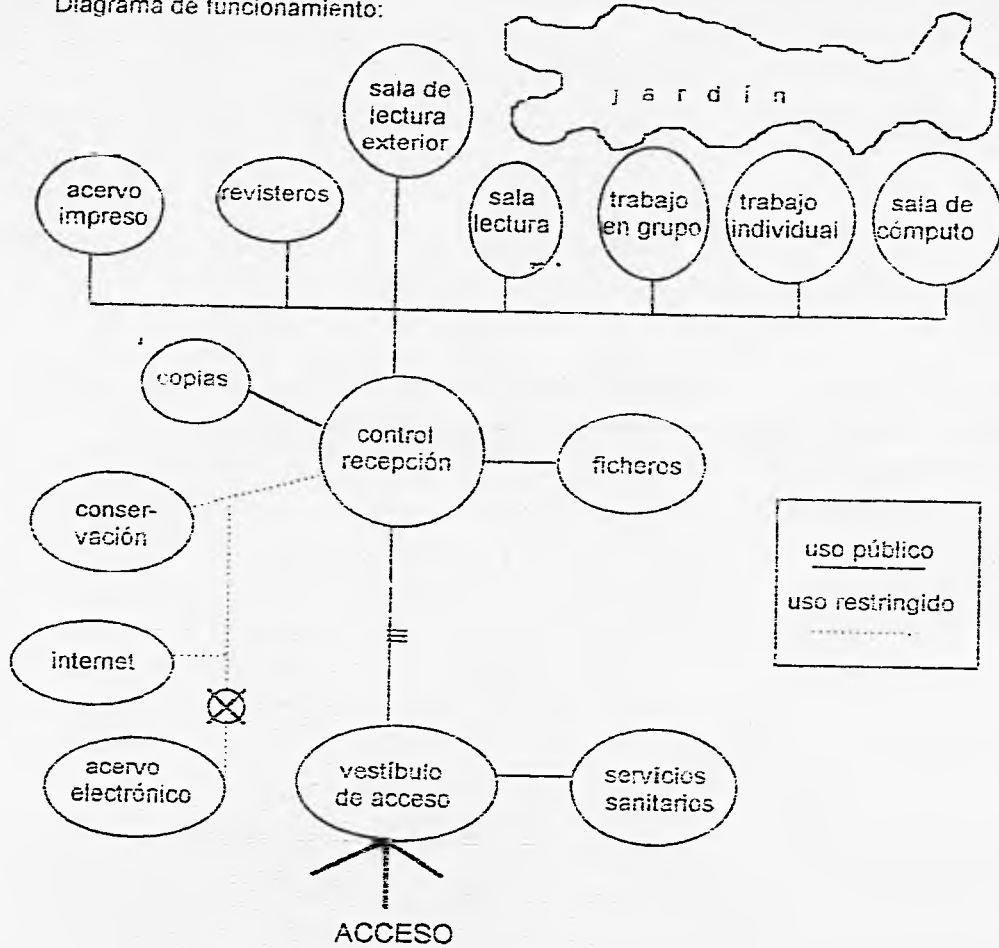 Diagrama de funcionamiento:
sala de
lectura
exterior
jardín
acervo
impreso
revisteros
sala
lectura
trabajo
en grupo
trabajo
individual
sala de
cómputo
copias
control
recepción
ficheros
conser-
vación
uso público
uso restringido
internet
acervo
electrónico
vestíbulo
de acceso
servicios
sanitarios
ACCESO